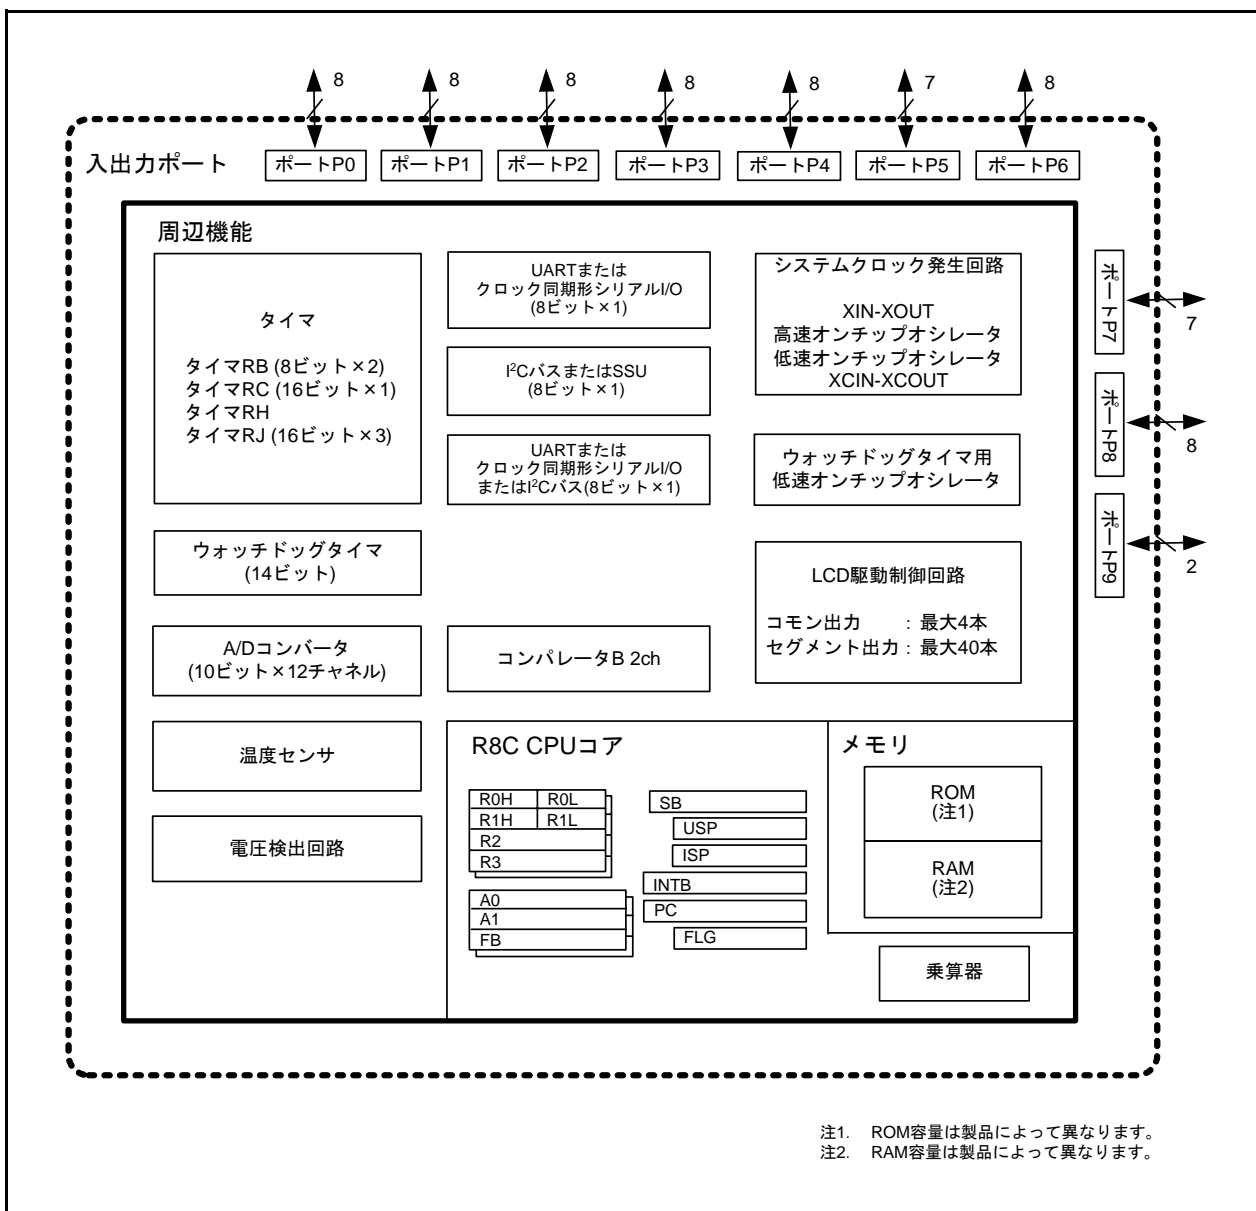 8
8
8
8
8
7
8
入出力ポート
ポートP0
ポートP1
ポートP2
ポートP3
ポートP4
ポートP5
ポートP6
周辺機能
タイマ
タイマRB (8ビット×2)
タイマRC (16ビット×1)
タイマRH
タイマRJ (16ビット×3)
UARTまたは
クロック同期形シリアルI/O
(8ビット×1)
I²CバスまたはSSU
(8ビット×1)
UARTまたは
クロック同期形シリアルI/O
またはI²Cバス(8ビット×1)
システムクロック発生回路
XIN-XOUT
高速オンチップオシレータ
低速オンチップオシレータ
XCIN-XCOUT
ウォッチドッグタイマ用
低速オンチップオシレータ
ポートP7
7
ポートP8
8
ポートP9
2
ウォッチドッグタイマ
(14ビット)
LCD駆動制御回路
コモン出力 : 最大4本
セグメント出力 : 最大40本
A/Dコンバータ
(10ビット×12チャネル)
コンパレータB 2ch
温度センサ
電圧検出回路
R8C CPUコア
R0H R0L
R1H R1L
R2
R3
A0
A1
FB
SB
USP
ISP
INTB
PC
FLG
メモリ
ROM
(注1)
RAM
(注2)
乗算器
注1. ROM容量は製品によって異なります。
注2. RAM容量は製品によって異なります。